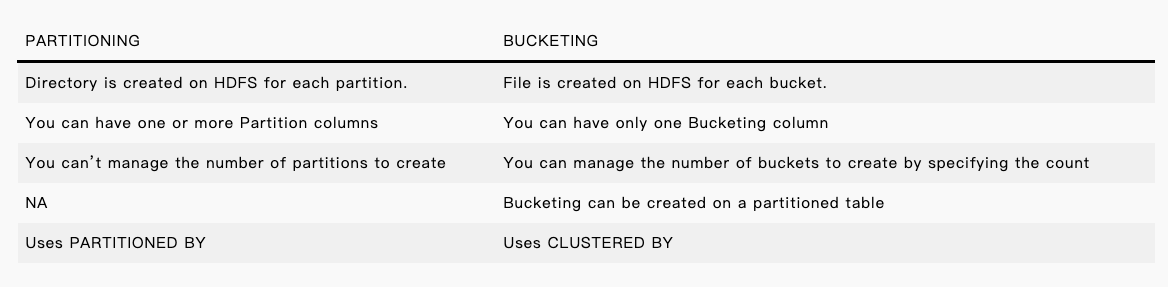 PARTITIONING BUCKETING
Directory is created on HDFS for each partition. File is created on HDFS for each bucket.
You can have one or more Partition columns You can have only one Bucketing column
You can’t manage the number of partitions to create You can manage the number of buckets to create by specifying the count
NA Bucketing can be created on a partitioned table
Uses PARTITIONED BY Uses CLUSTERED BY